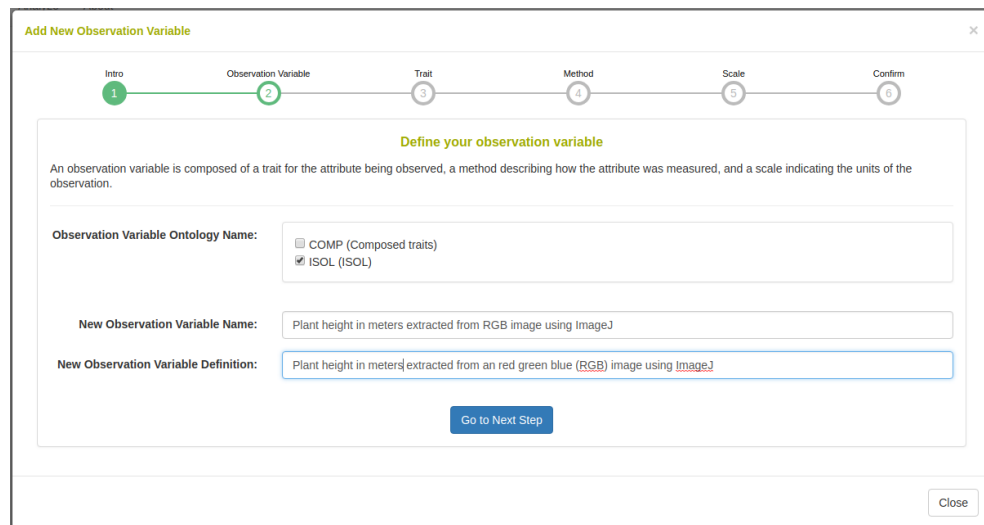 Add New Observation Variable
×
Intro
Observation Variable
Trait
Method
Scale
Confirm
1
2
3
4
5
6
Define your observation variable
An observation variable is composed of a trait for the attribute being observed, a method describing how the attribute was measured, and a scale indicating the units of the
observation.
Observation Variable Ontology Name:
COMP (Composed traits)
ISOL (ISOL)
New Observation Variable Name:
Plant height in meters extracted from RGB image using ImageJ
New Observation Variable Definition:
Plant height in meters extracted from an red green blue (RGB) image using ImageJ
Go to Next Step
Close